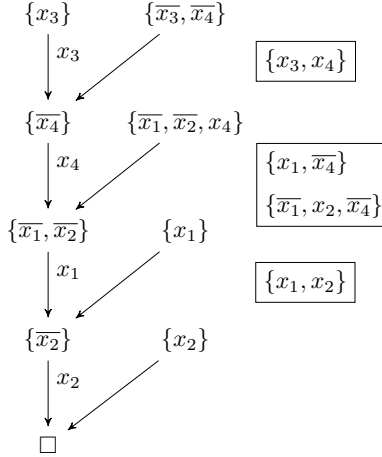 {x₃} {x̅₃, x̅₄}
x₃ {x₃, x₄}
{x̅₄} {x̅₁, x̅₂, x₄}
x₄ {x₁, x̅₄}
{x̅₁, x₂, x̅₄}
{x̅₁, x̅₂} {x₁}
x₁ {x₁, x₂}
{x̅₂} {x₂}
x₂
□